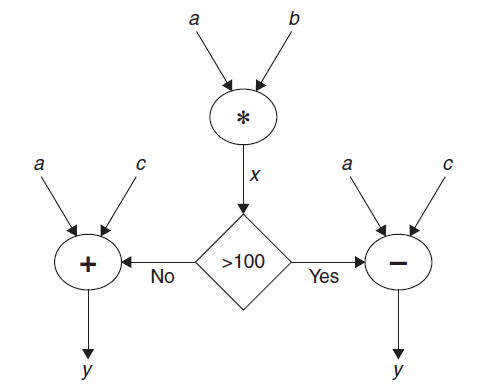 a b
*
x
a c a c
+ >100 −
No Yes
y y